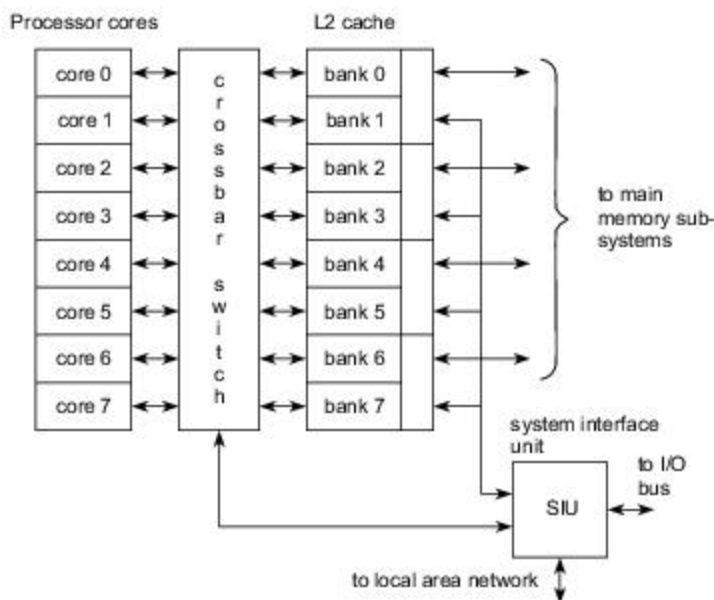 Processor cores
L2 cache
core 0
core 1
core 2
core 3
core 4
core 5
core 6
core 7
crossbar switch
bank 0
bank 1
bank 2
bank 3
bank 4
bank 5
bank 6
bank 7
to main
memory sub-
systems
system interface
unit
SIU
to I/O
bus
to local area network